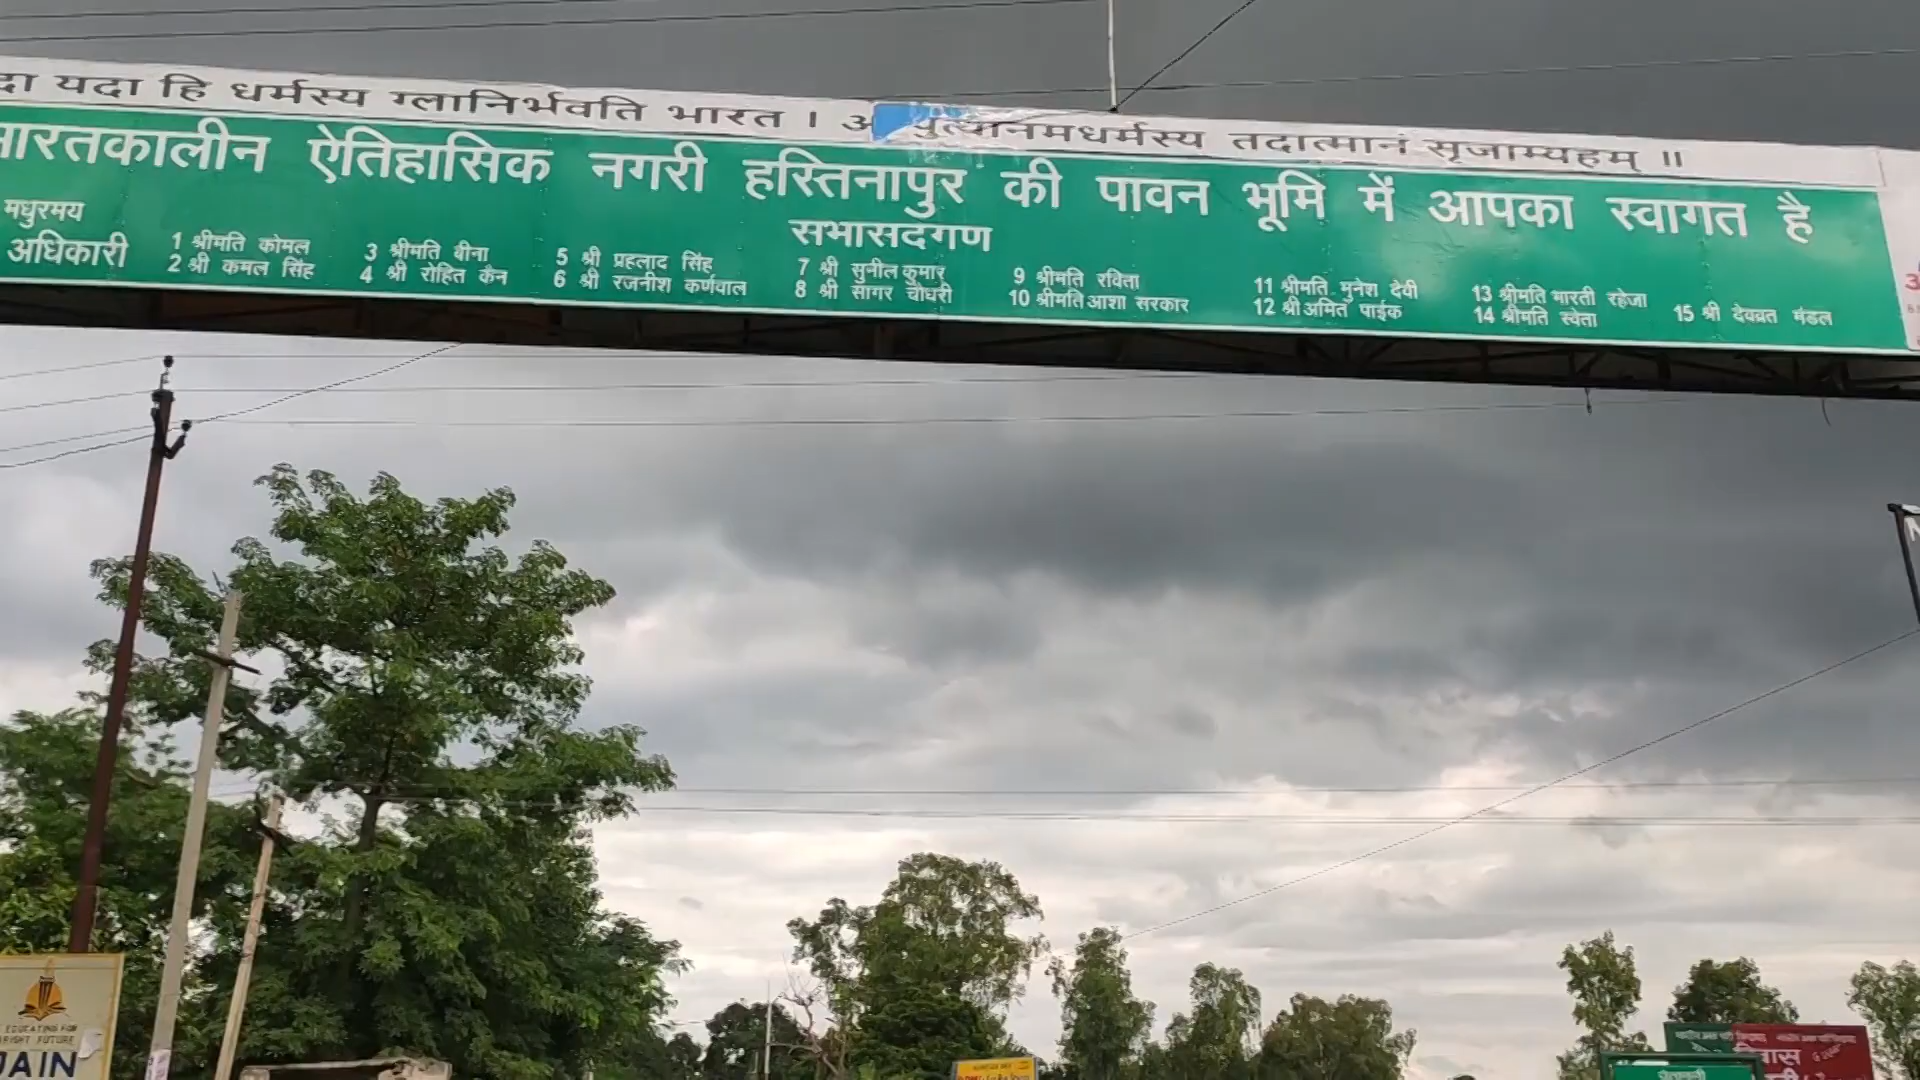 यदा हि धर्मस्य ग्लानिर्भवति भारत । तदात्मानं सृजाम्यहम् ॥
ऐतिहासिक नगरी हस्तिनापुर की पावन भूमि में आपका स्वागत है
मधुरमय
अधिकारी
सभासदगण
1 श्रीमति कोमल
2 श्री कमल सिंह
3 श्रीमति बीना
4 श्री रोहित कैन
5 श्री प्रहलाद सिंह
6 श्री रजनीश कर्णवाल
7 श्री सुनील कुमार
8 श्री सागर चौधरी
9 श्रीमति रविता
10 श्रीमति आशा सरकार
11 श्रीमति मुनेश देवी
12 श्री अमित पाईक
13 श्रीमति भारती रहेजा
14 श्रीमति स्वेता
15 श्री देवव्रत मंडल
EDUCATING FOR
FUTURE
JAIN